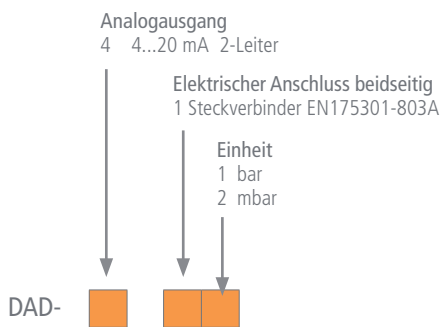 Analogausgang
4 4...20 mA 2-Leiter
Elektrischer Anschluss beidseitig
1 Steckverbinder EN175301-803A
Einheit
1 bar
2 mbar
DAD-